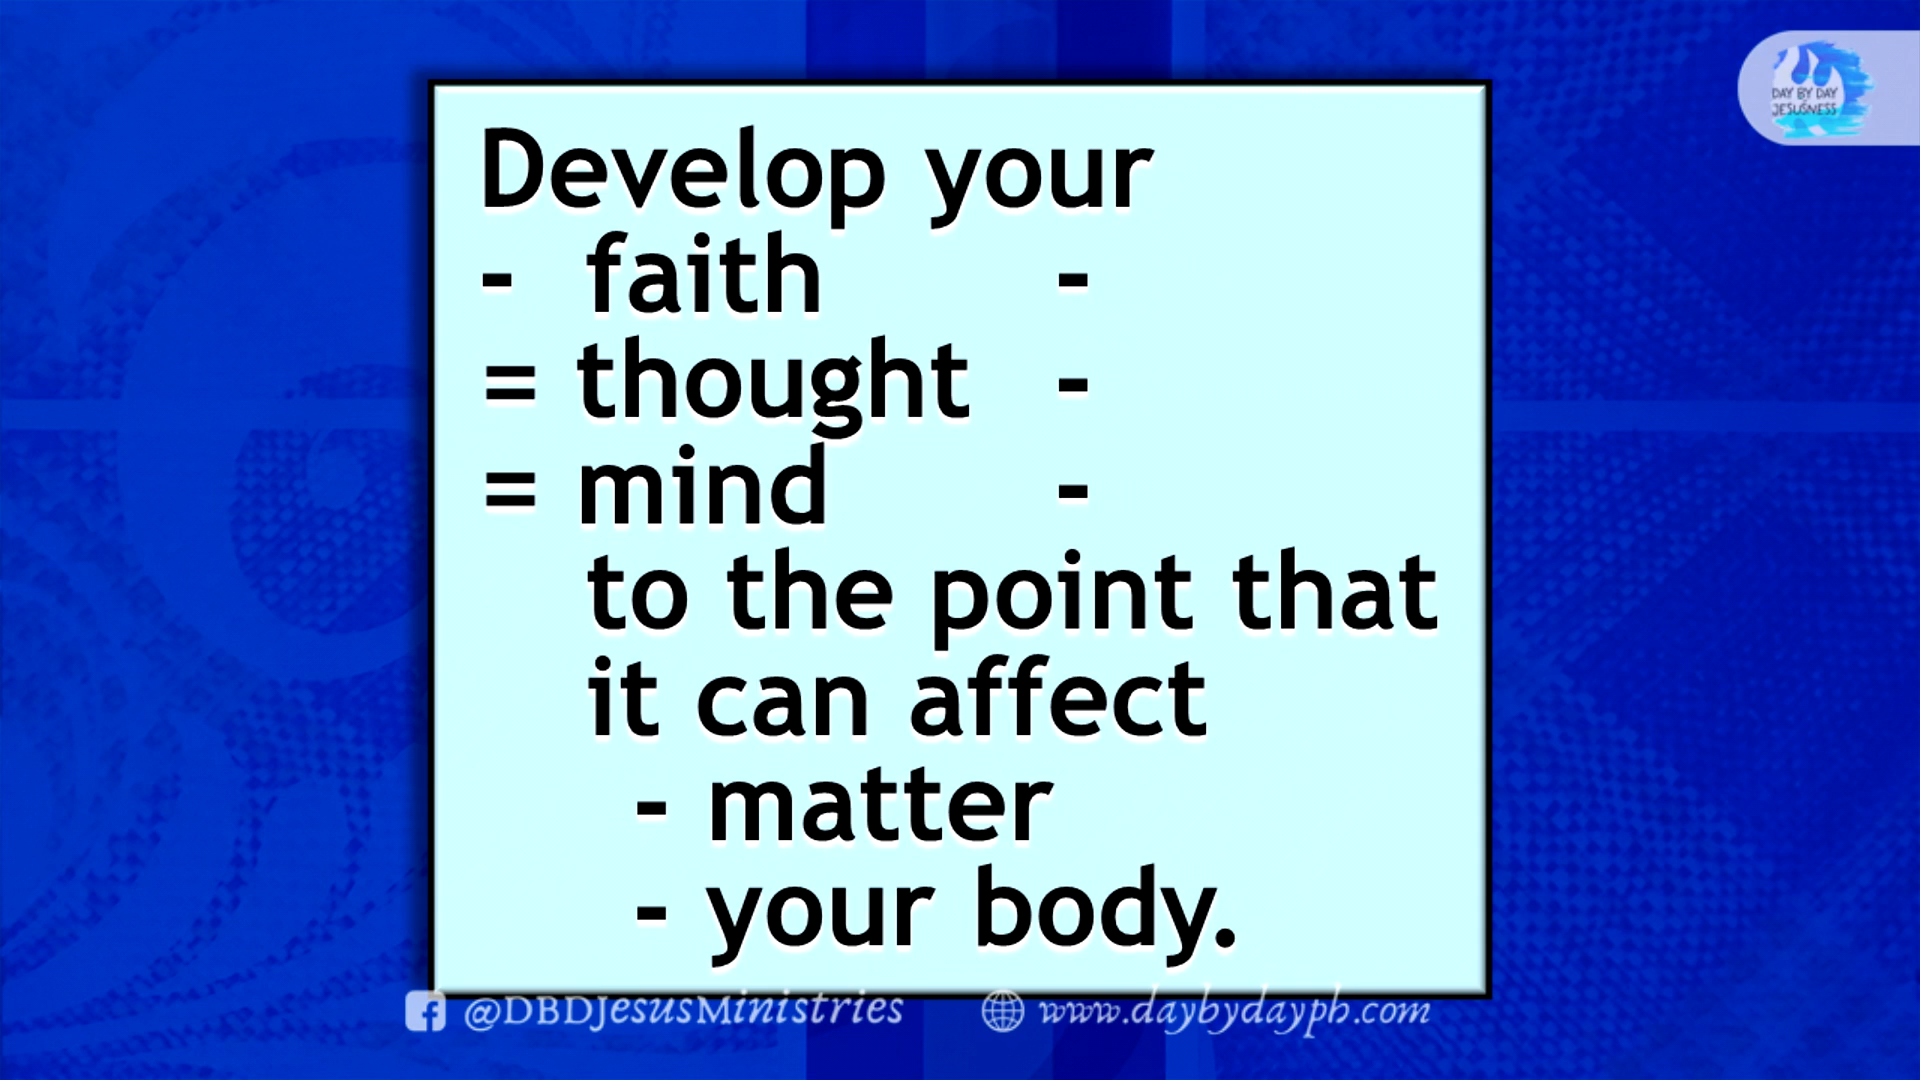 DAY BY DAY
JESUSNESS
Develop your
- faith -
= thought -
= mind -
to the point that
it can affect
- matter
- your body.
@DBDJesusMinistries www.daybydayph.com